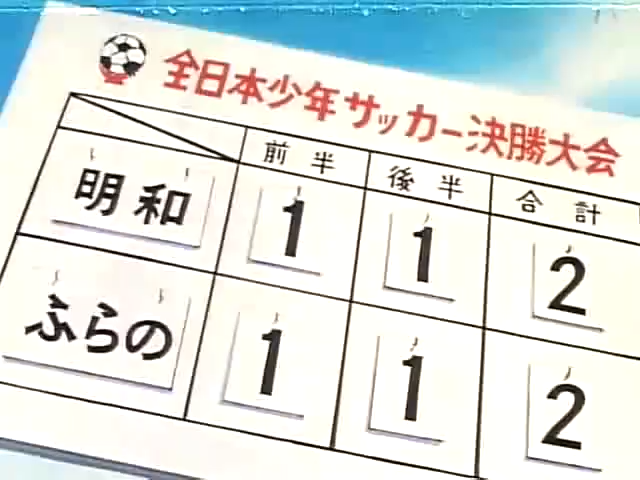 全日本少年サッカー決勝大会
前半 後半 合計
明和 1 1 2
ふらの 1 1 2